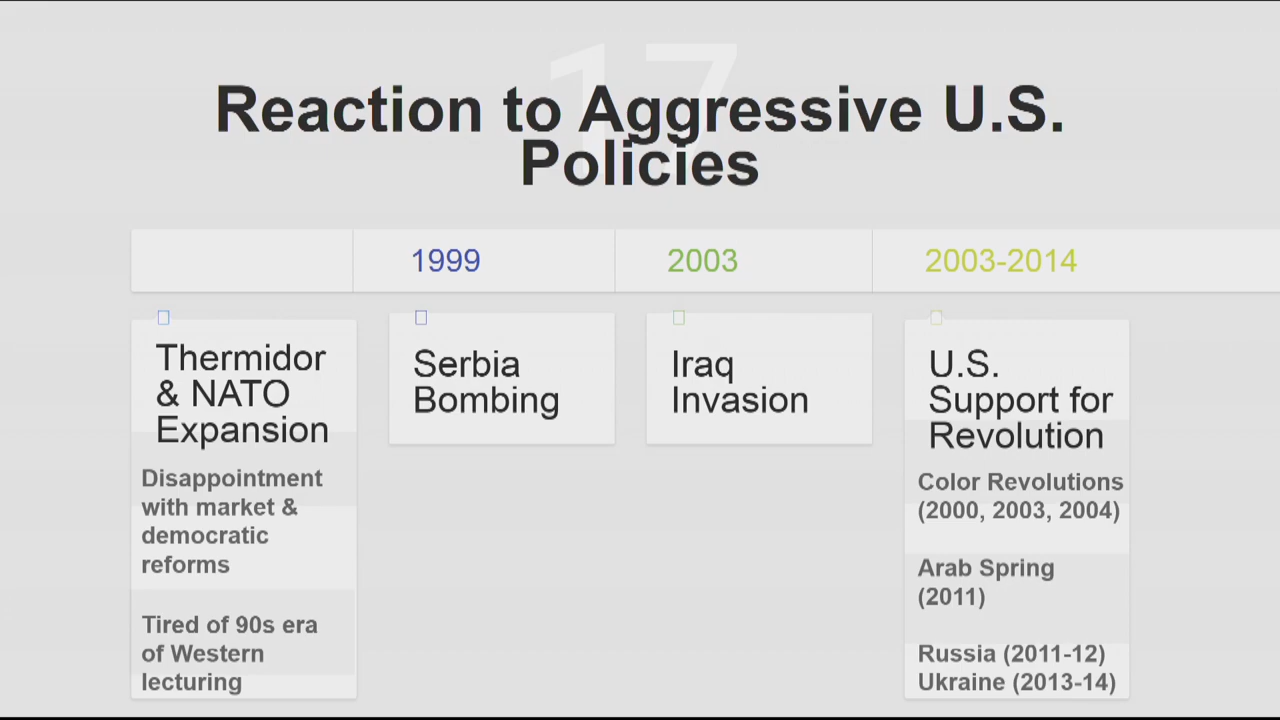 17
Reaction to Aggressive U.S.
Policies
1999
2003
2003-2014
Thermidor
& NATO
Expansion
Disappointment
with market &
democratic
reforms
Tired of 90s era
of Western
lecturing
Serbia
Bombing
Iraq
Invasion
U.S.
Support for
Revolution
Color Revolutions
(2000, 2003, 2004)
Arab Spring
(2011)
Russia (2011-12)
Ukraine (2013-14)